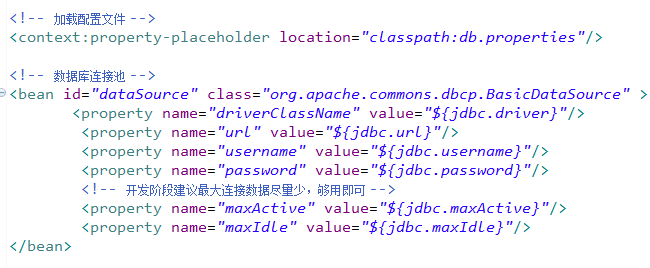 <!-- 加载配置文件 -->
<context:property-placeholder location="classpath:db.properties"/>
<!-- 数据库连接池 -->
<bean id="dataSource" class="org.apache.commons.dbcp.BasicDataSource" >
<property name="driverClassName" value="${jdbc.driver}"/>
<property name="url" value="${jdbc.url}"/>
<property name="username" value="${jdbc.username}"/>
<property name="password" value="${jdbc.password}"/>
<!-- 开发阶段建议最大连接数据尽量少，够用即可 -->
<property name="maxActive" value="${jdbc.maxActive}"/>
<property name="maxIdle" value="${jdbc.maxIdle}"/>
</bean>